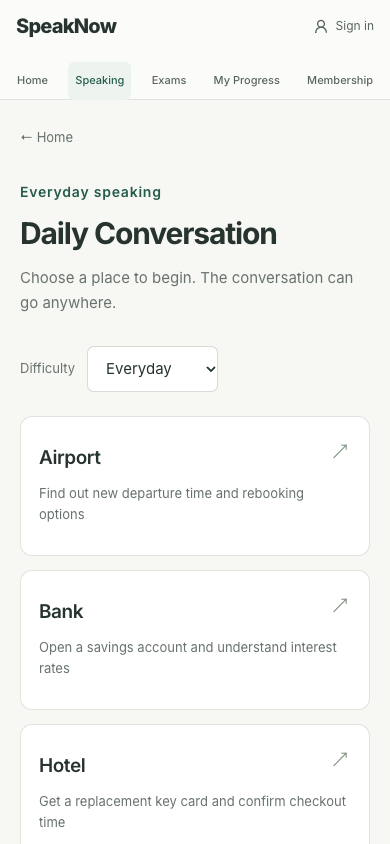 SpeakNow
Sign in
Home
Speaking
Exams
My Progress
Membership
← Home
Everyday speaking
Daily Conversation
Choose a place to begin. The conversation can
go anywhere.
Difficulty
Everyday
Airport
Find out new departure time and rebooking
options
Bank
Open a savings account and understand interest
rates
Hotel
Get a replacement key card and confirm checkout
time